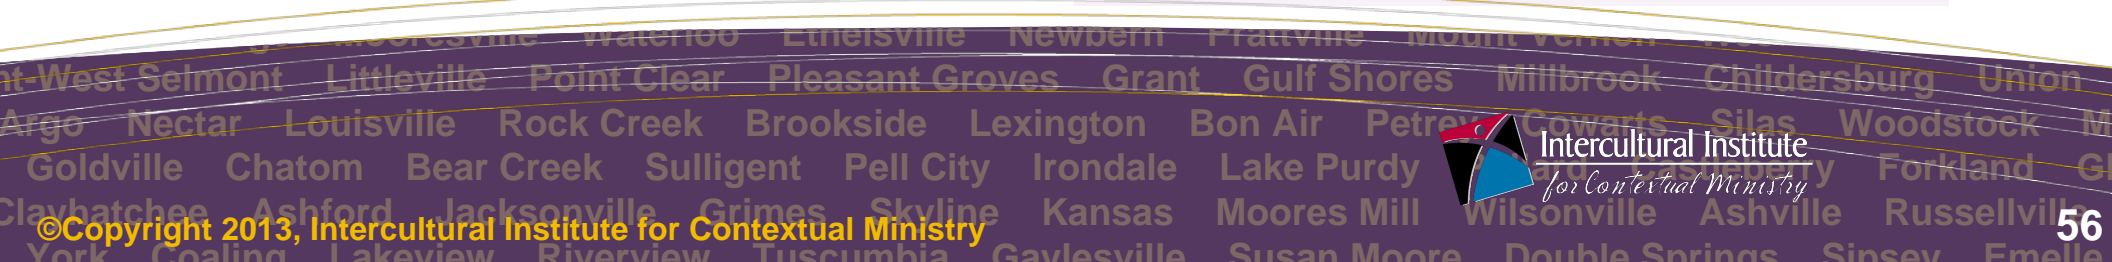 Mooresville Waterloo Ethelsville Newbern Prattville Mount Vernon
nt-West Selmont Littleville Point Clear Pleasant Groves Grant Gulf Shores Millbrook Childersburg Union
Argo Nectar Louisville Rock Creek Brookside Lexington Bon Air Petrey Cowarts Silas Woodstock M
Intercultural Institute
Goldville Chatom Bear Creek Sulligent Pell City Irondale Lake Purdy Castleberry Forkland G
for Contextual Ministry
Clayhatchee Ashford Jacksonville Grimes Skyline Kansas Moores Mill Wilsonville Ashville Russellville
©Copyright 2013, Intercultural Institute for Contextual Ministry
56
York Coaling Lakeview Riverview Tuscumbia Gaylesville Susan Moore Double Springs Sipsey Emelle